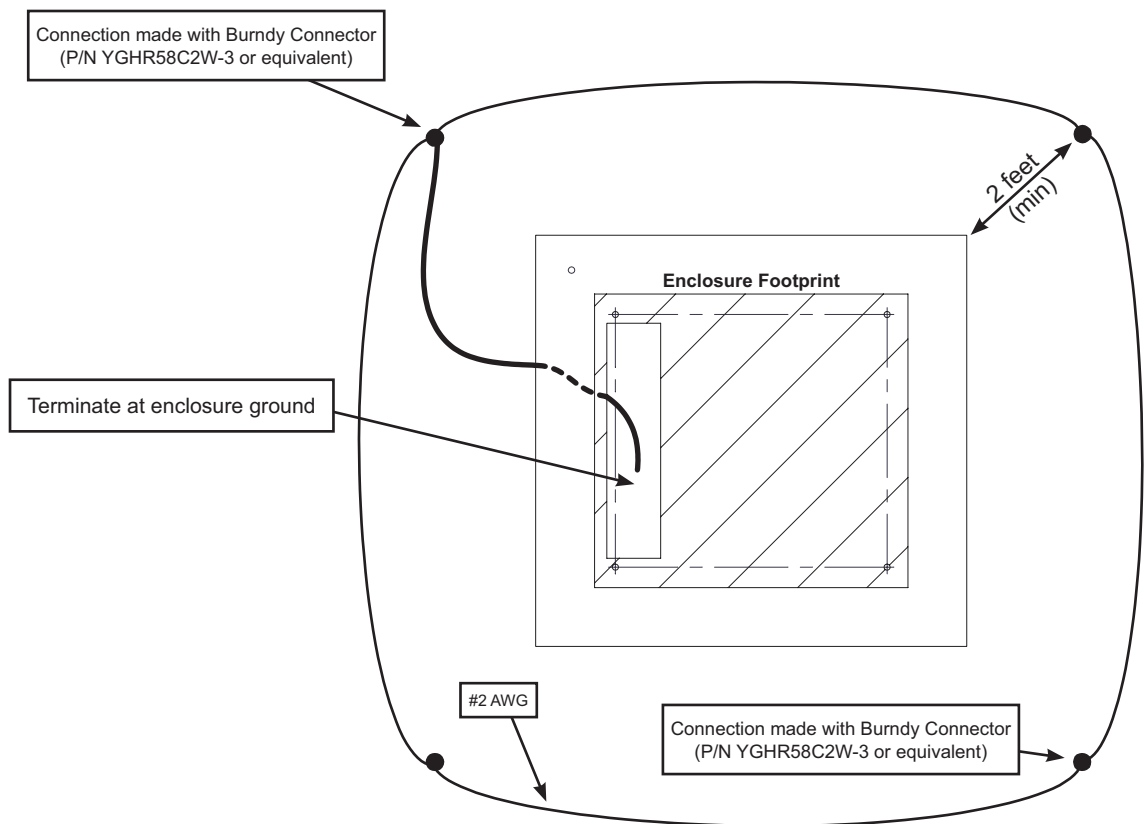 Connection made with Burndy Connector
(P/N YGHR58C2W-3 or equivalent)
2 feet
(min)
Enclosure Footprint
Terminate at enclosure ground
#2 AWG
Connection made with Burndy Connector
(P/N YGHR58C2W-3 or equivalent)